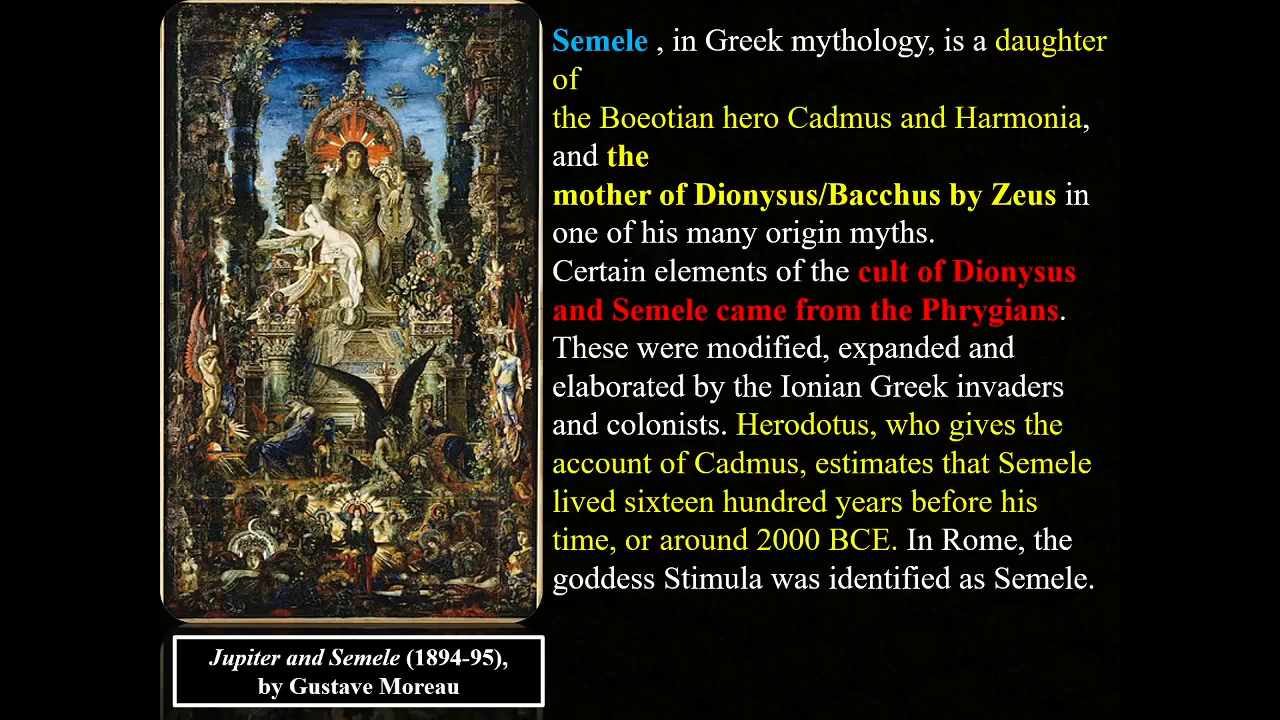 Semele , in Greek mythology, is a daughter
of
the Boeotian hero Cadmus and Harmonia,
and the
mother of Dionysus/Bacchus by Zeus in
one of his many origin myths.
Certain elements of the cult of Dionysus
and Semele came from the Phrygians.
These were modified, expanded and
elaborated by the Ionian Greek invaders
and colonists. Herodotus, who gives the
account of Cadmus, estimates that Semele
lived sixteen hundred years before his
time, or around 2000 BCE. In Rome, the
goddess Stimula was identified as Semele.
Jupiter and Semele (1894-95),
by Gustave Moreau